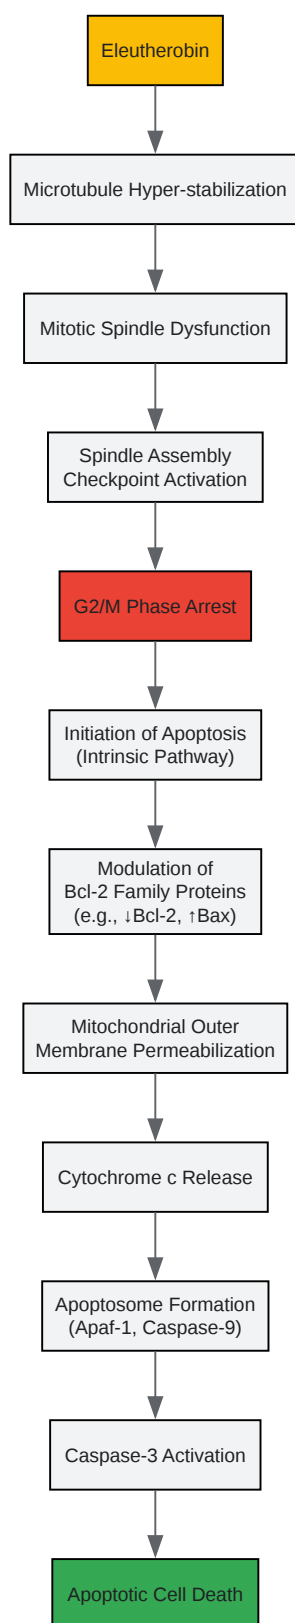 Eleutherobin
Microtubule Hyper-stabilization
Mitotic Spindle Dysfunction
Spindle Assembly
Checkpoint Activation
G2/M Phase Arrest
Initiation of Apoptosis
(Intrinsic Pathway)
Modulation of
Bcl-2 Family Proteins
(e.g., ↓Bcl-2, ↑Bax)
Mitochondrial Outer
Membrane Permeabilization
Cytochrome c Release
Apoptosome Formation
(Apaf-1, Caspase-9)
Caspase-3 Activation
Apoptotic Cell Death